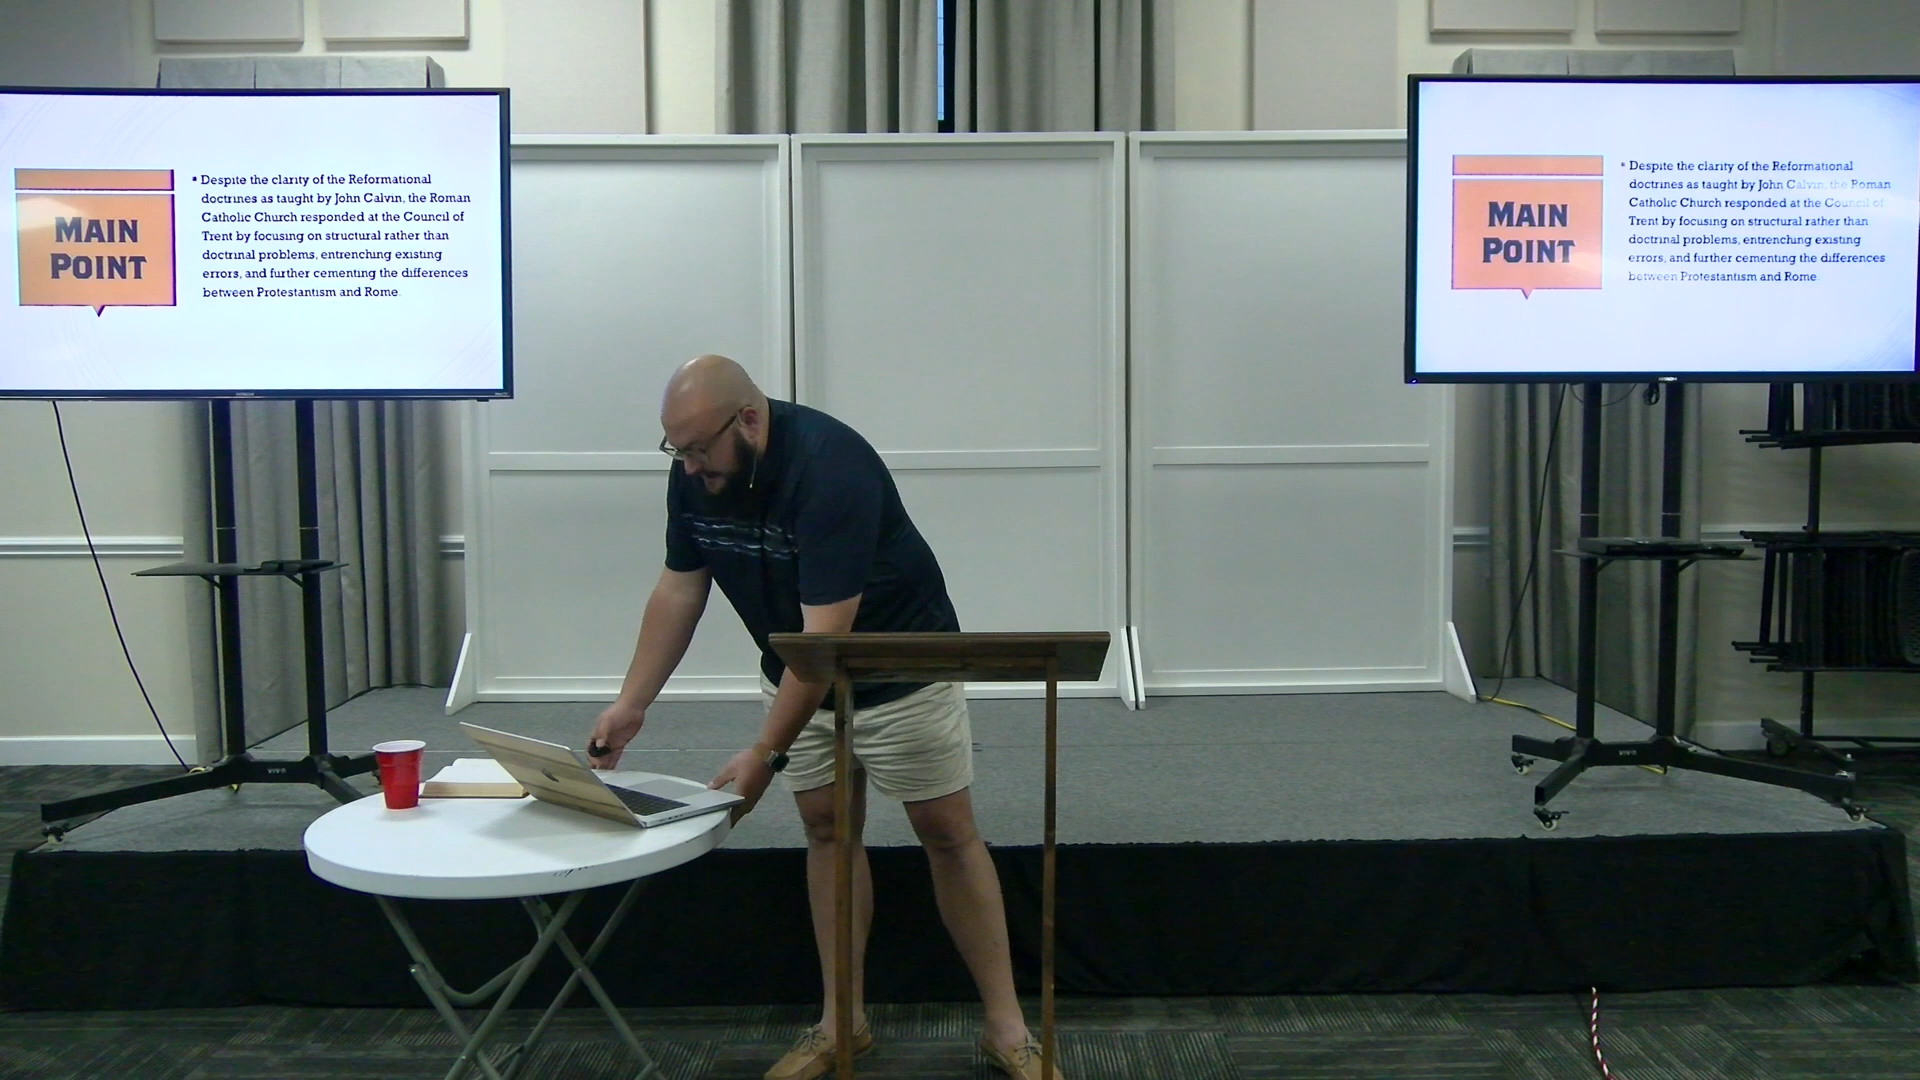 MAIN
POINT
Despite the clarity of the Reformational
doctrines as taught by John Calvin, the Roman
Catholic Church responded at the Council of
Trent by focusing on structural rather than
doctrinal problems, entrenching existing
errors, and further cementing the differences
between Protestantism and Rome.
MAIN
POINT
Despite the clarity of the Reformational
doctrines as taught by John Calvin, the Roman
Catholic Church responded at the Council of
Trent by focusing on structural rather than
doctrinal problems, entrenching existing
errors, and further cementing the differences
between Protestantism and Rome